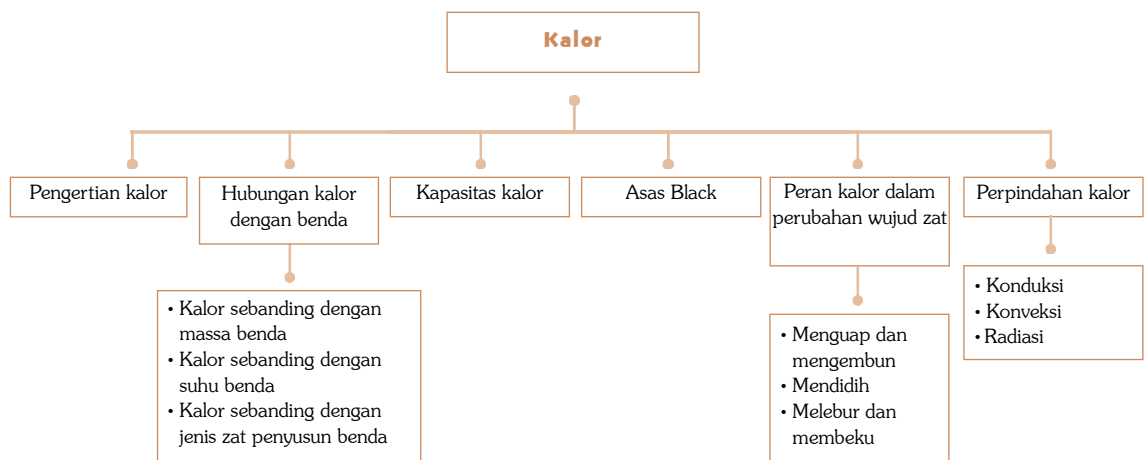 Kalor
Pengertian kalor
Hubungan kalor
dengan benda
Kapasitas kalor
Asas Black
Peran kalor dalam
perubahan wujud zat
Perpindahan kalor
• Kalor sebanding dengan
massa benda
• Kalor sebanding dengan
suhu benda
• Kalor sebanding dengan
jenis zat penyusun benda
• Menguap dan
mengembun
• Mendidih
• Melebur dan
membeku
• Konduksi
• Konveksi
• Radiasi